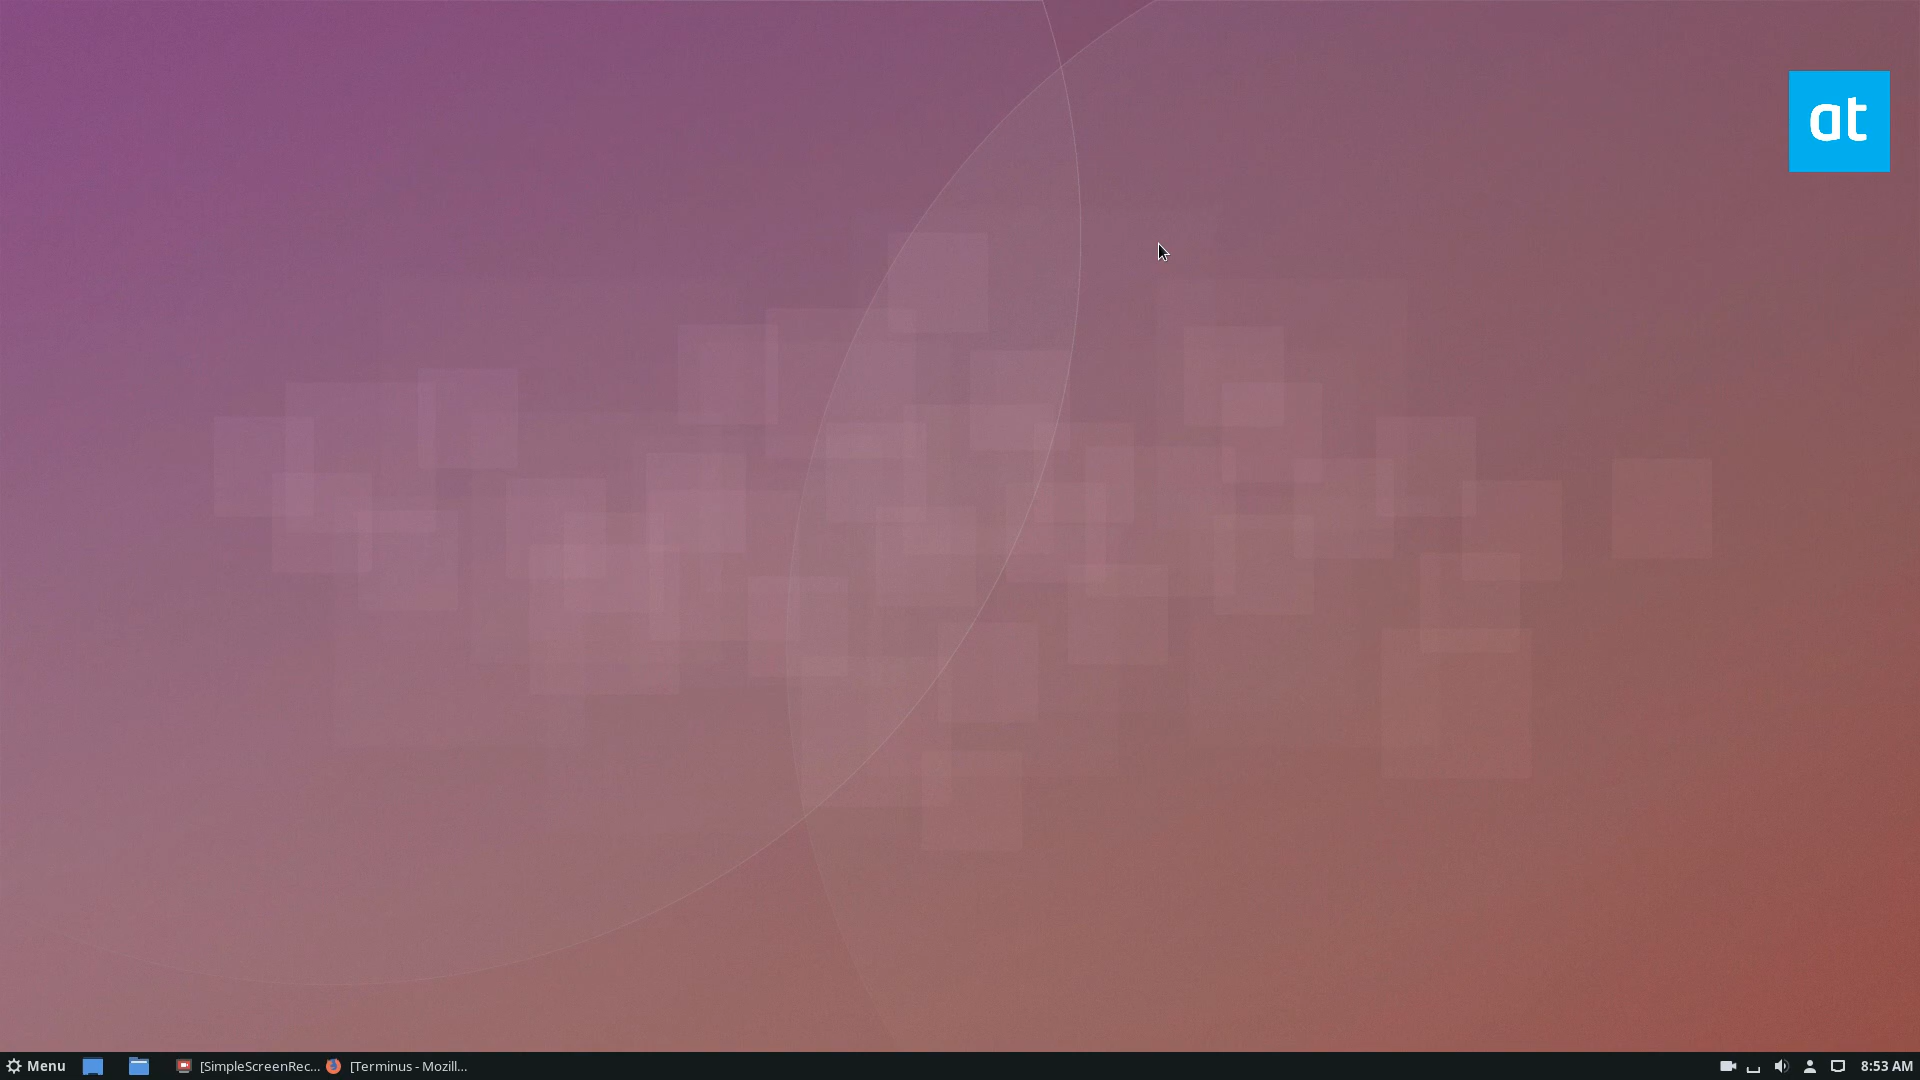 at
Menu
[SimpleScreenRec...
[Terminus - Mozill...
8:53 AM